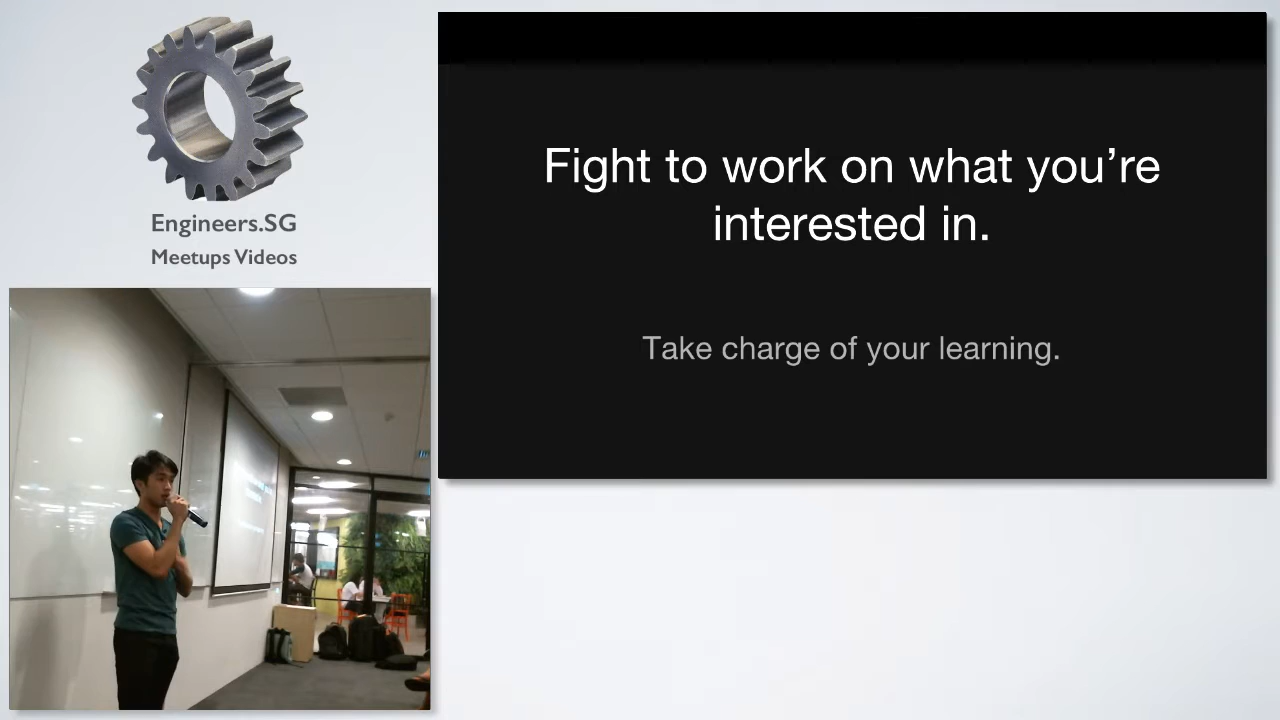 Engineers.SG
Meetups Videos
Fight to work on what you’re
interested in.
Take charge of your learning.